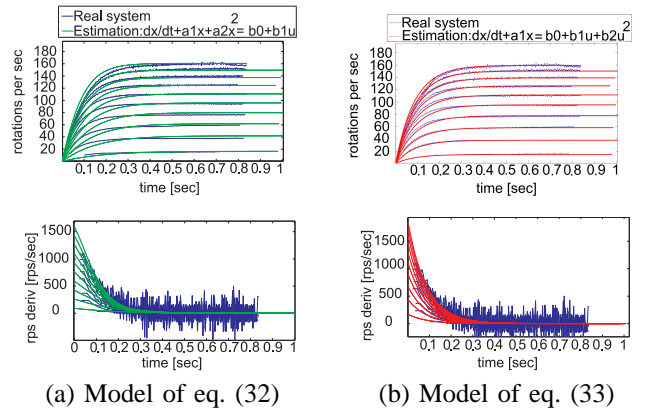 Real system
2
Estimation:dx/dt+a1x+a2x= b0+b1u
180
160
140
120
100
80
60
40
20
rotations per sec
0,1 0,2 0,3 0,4 0,5 0,6 0,7 0,8 0,9 1
time [sec]
Real system
2
Estimation:dx/dt+a1x= b0+b1u+b2u
180
160
140
120
100
80
60
40
20
rotations per sec
0,1 0,2 0,3 0,4 0,5 0,6 0,7 0,8 0,9 1
time [sec]
1500
1000
500
0
rps deriv [rps/sec]
0 0,1 0,2 0,3 0,4 0,5 0,6 0,7 0,8 0,9 1
time [sec]
1500
1000
500
0
rps deriv [rps/sec]
0,1 0,2 0,3 0,4 0,5 0,6 0,7 0,8 0,9 1
time [sec]
(a) Model of eq. (32)
(b) Model of eq. (33)